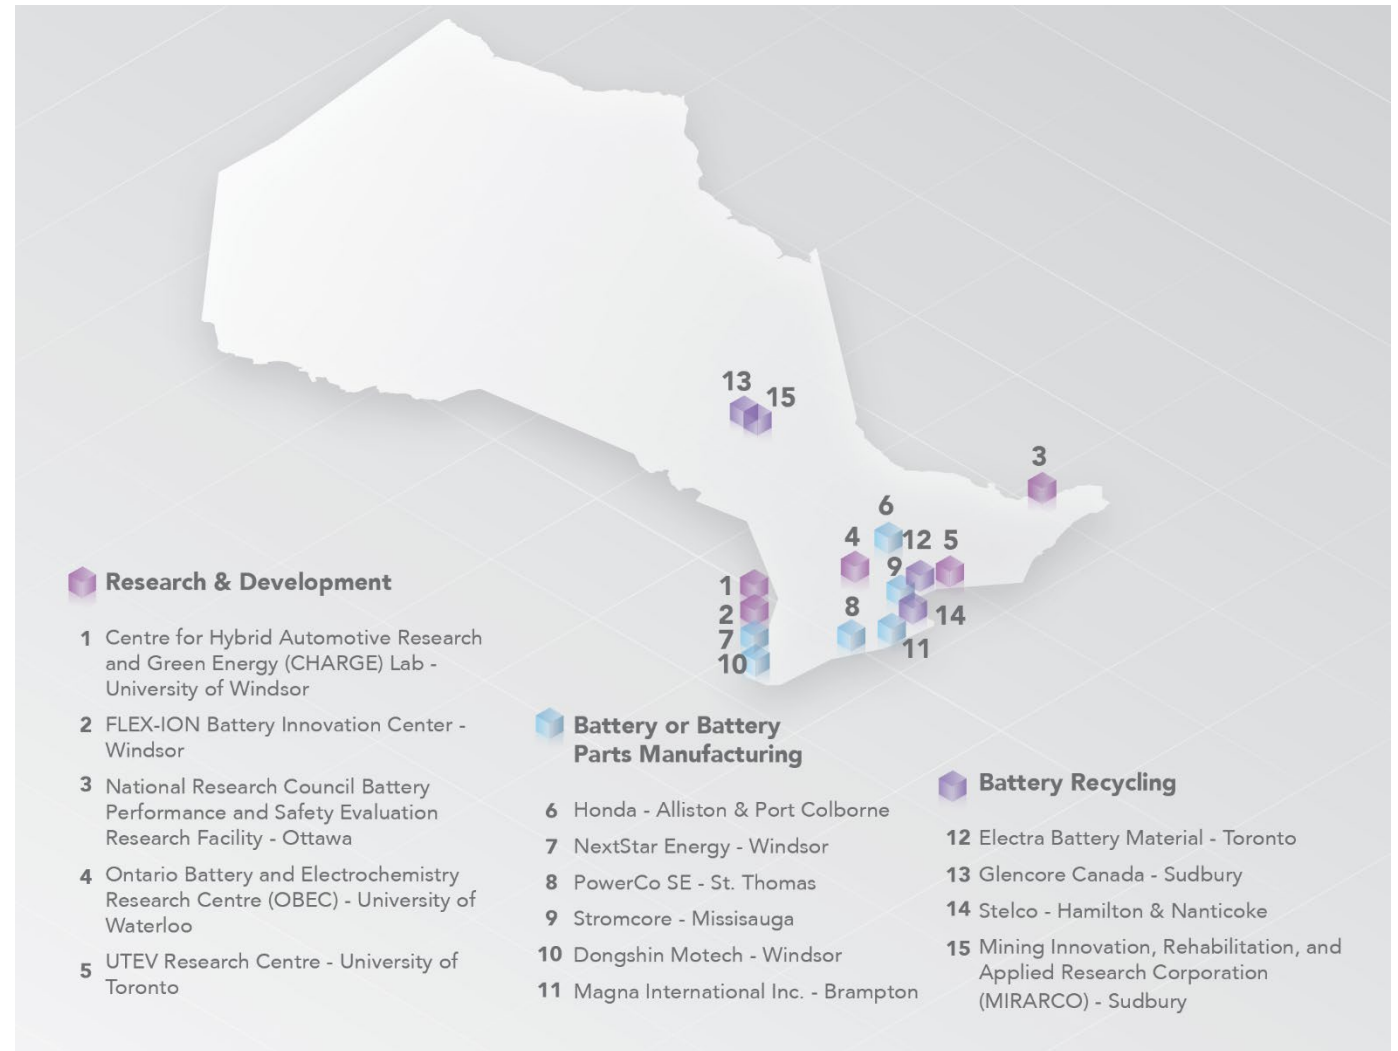 13
15
3
6
4
12
5
9
1
2
8
14
7
11
10
Research & Development
1 Centre for Hybrid Automotive Research
and Green Energy (CHARGE) Lab -
University of Windsor
2 FLEX-ION Battery Innovation Center -
Windsor
3 National Research Council Battery
Performance and Safety Evaluation
Research Facility - Ottawa
4 Ontario Battery and Electrochemistry
Research Centre (OBEC) - University of
Waterloo
5 UTEV Research Centre - University of
Toronto
Battery or Battery
Parts Manufacturing
6 Honda - Alliston & Port Colborne
7 NextStar Energy - Windsor
8 PowerCo SE - St. Thomas
9 Stromcore - Missisauga
10 Dongshin Motech - Windsor
11 Magna International Inc. - Brampton
Battery Recycling
12 Electra Battery Material - Toronto
13 Glencore Canada - Sudbury
14 Stelco - Hamilton & Nanticoke
15 Mining Innovation, Rehabilitation, and
Applied Research Corporation
(MIRARCO) - Sudbury